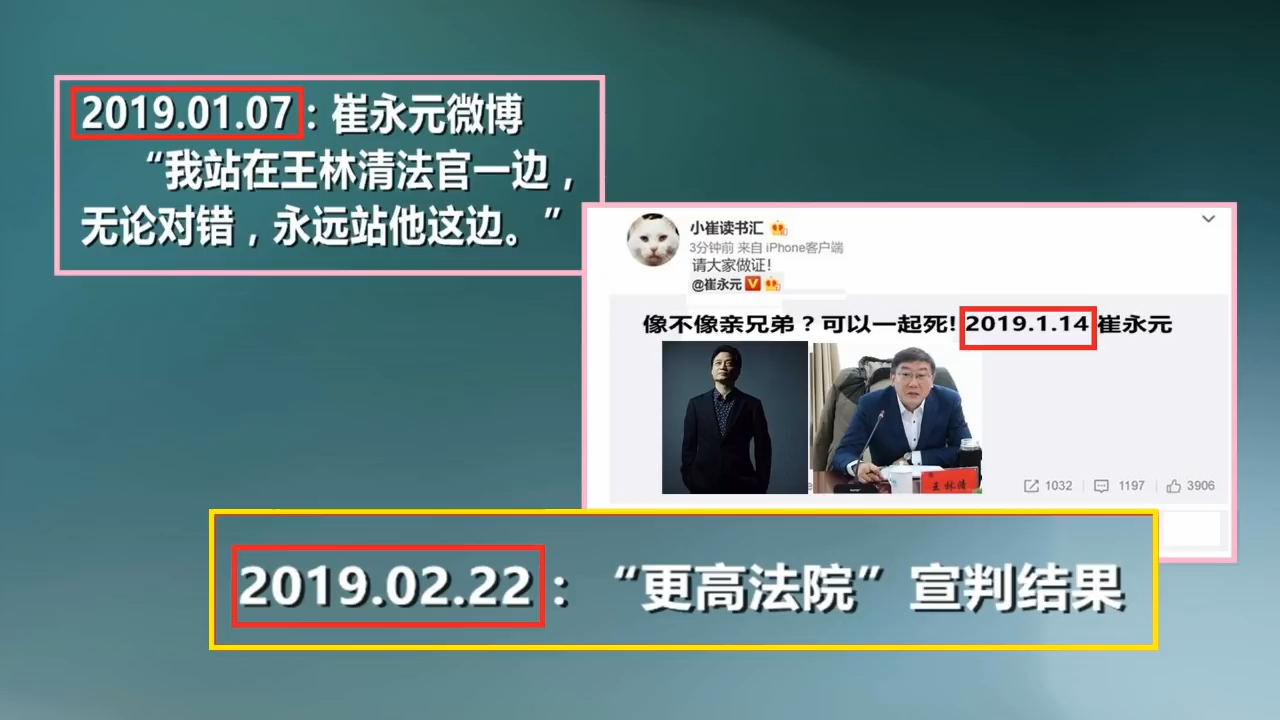 2019.01.07：崔永元微博
“我站在王林清法官一边，
无论对错，永远站他这边。”
小崔读书汇
3分钟前 来自 iPhone客户端
请大家做证！
@崔永元
像不像亲兄弟？可以一起死! 2019.1.14 崔永元
王林清
1032 1197 3906
2019.02.22：“更高法院”宣判结果